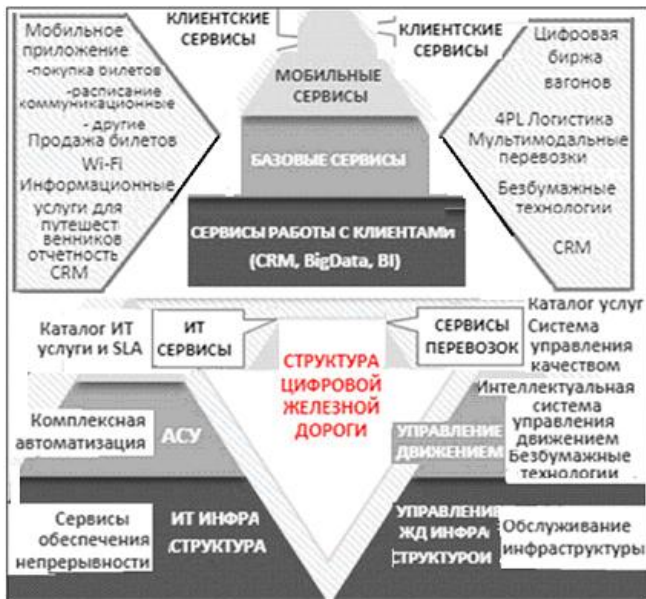 КЛИЕНТСКИЕ
СЕРВИСЫ
КЛИЕНТСКИЕ
СЕРВИСЫ
Мобильное
приложение
-покупка билетов
-расписание
коммуникационные
- другие
Продажа билетов
Wi-Fi
Информационные
услуги для
путешест
венников
отчетность
CRM
МОБИЛЬНЫЕ
СЕРВИСЫ
БАЗОВЫЕ СЕРВИСЫ
СЕРВИСЫ РАБОТЫ С КЛИЕНТАМИ
(CRM, BigData, BI)
Цифровая
биржа
вагонов
4PL Логистика
Мультимодальные
перевозки
Безбумажные
технологии
CRM
Каталог ИТ
услуги и SLA
ИТ
СЕРВИСЫ
СЕРВИСЫ
ПЕРЕВОЗОК
Каталог услуг
Система
управления
качеством
СТРУКТУРА
ЦИФРОВОЙ
ЖЕЛЕЗНОЙ
ДОРОГИ
Комплексная
автоматизация
АСУ
УПРАВЛЕНИЕ
ДВИЖЕНИЕМ
Интеллектуальная
система
управления
движением
Безбумажные
технологии
Сервисы
обеспечения
непрерывности
ИТ ИНФРА
СТРУКТУРА
УПРАВЛЕНИЕ
ЖД ИНФРА
СТРУКТУРОЙ
Обслуживание
инфраструктуры